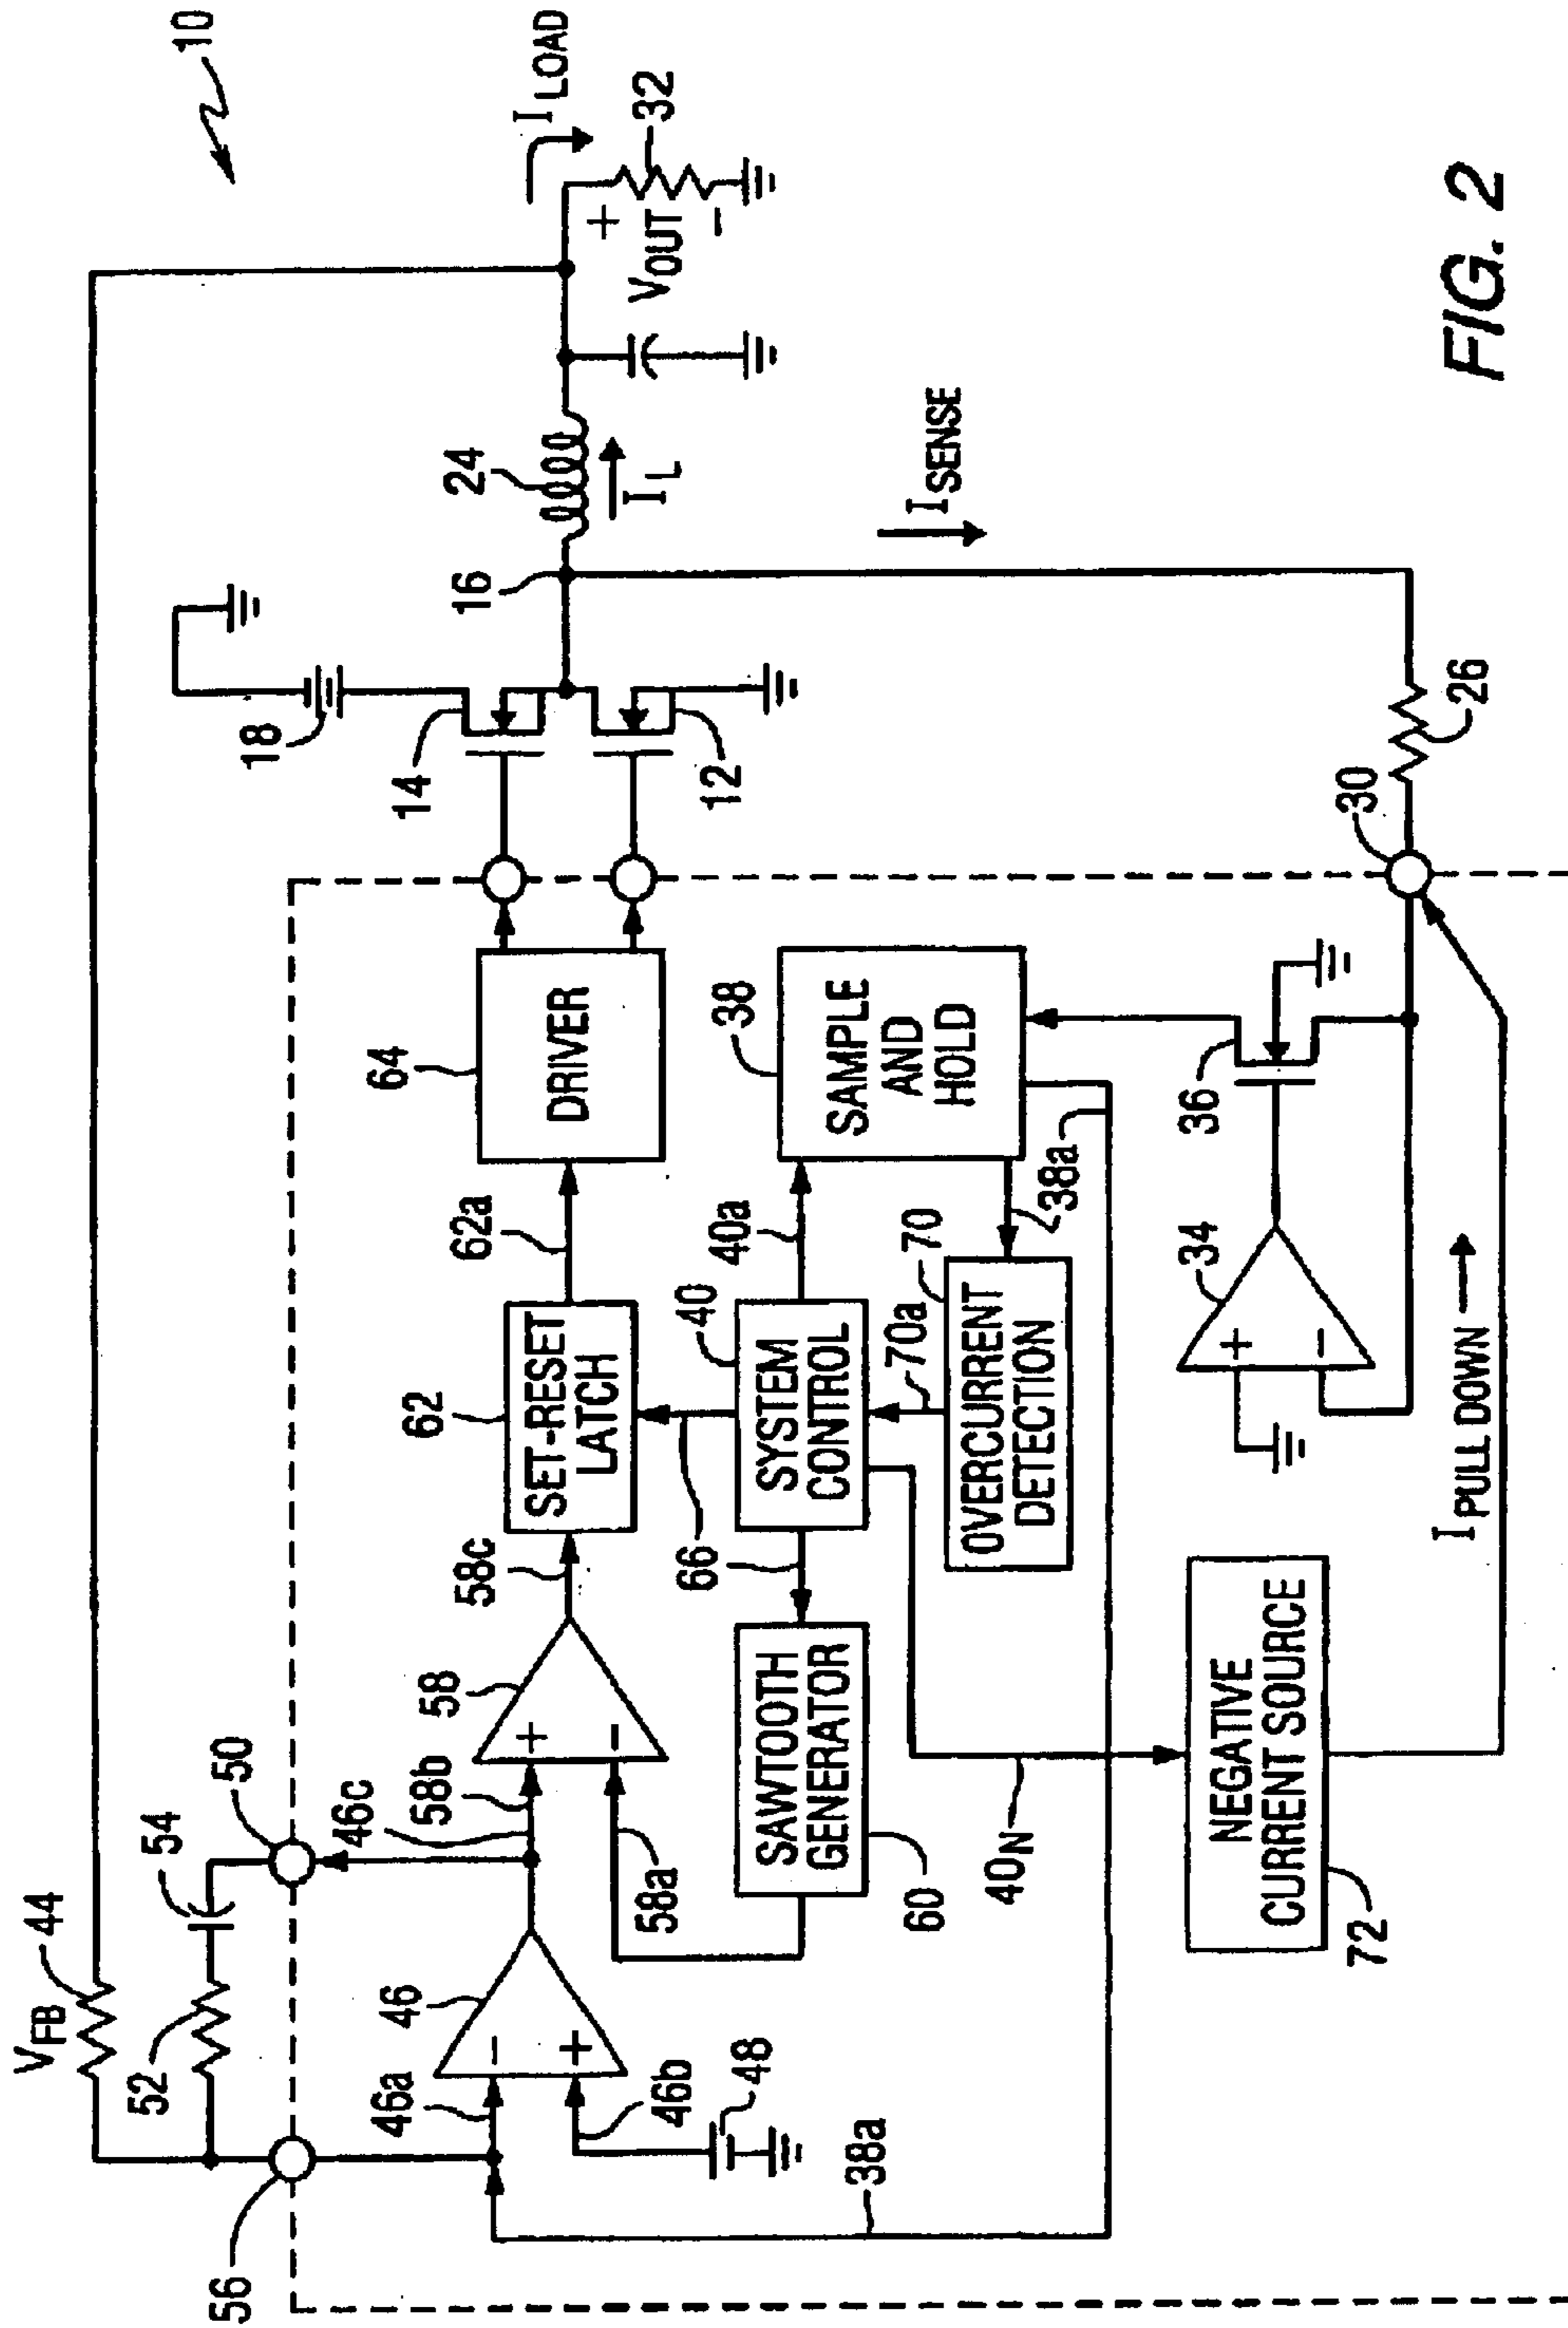 10
I LOAD
32
+
VOUT
-
24
IL
16
ISENSE
18
14
12
26
30
64
DRIVER
38
SAMPLE
AND
HOLD
36
38a
34
+
-
62a
40a
70
62
SET-RESET
LATCH
40
SYSTEM
CONTROL
70a
OVERCURRENT
DETECTION
66
58c
58
+
-
58b
58a
SAWTOOTH
GENERATOR
60
40N
IPULL DOWN
NEGATIVE
CURRENT SOURCE
72
50
46c
54
44
VFB
52
46
-
+
46a
46b
48
38a
56
FIG. 2